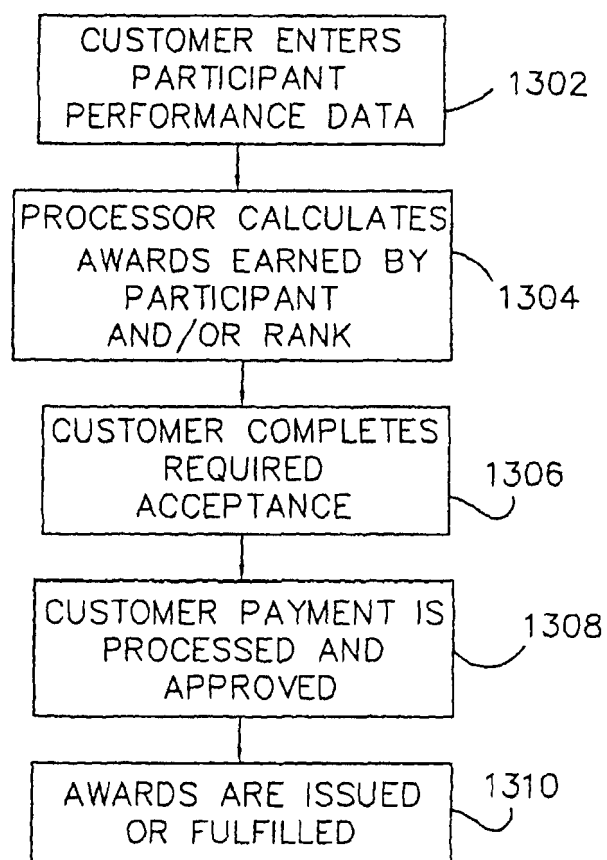 CUSTOMER ENTERS
PARTICIPANT
PERFORMANCE DATA
1302
PROCESSOR CALCULATES
AWARDS EARNED BY
PARTICIPANT
AND/OR RANK
1304
CUSTOMER COMPLETES
REQUIRED
ACCEPTANCE
1306
CUSTOMER PAYMENT IS
PROCESSED AND
APPROVED
1308
AWARDS ARE ISSUED
OR FULFILLED
1310